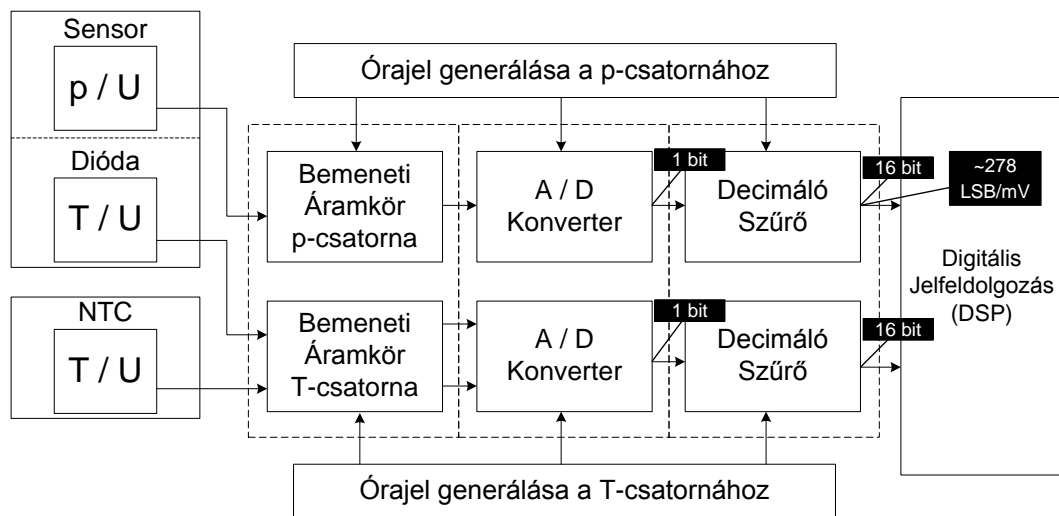 Sensor
p / U
Dióda
T / U
NTC
T / U
Órajel generálása a p-csatornához
Bemeneti
Áramkör
p-csatorna
A / D
Konverter
1 bit
Decimáló
Szűrő
16 bit
~278
LSB/mV
Bemeneti
Áramkör
T-csatorna
A / D
Konverter
1 bit
Decimáló
Szűrő
16 bit
Digitális
Jelfeldolgozás
(DSP)
Órajel generálása a T-csatornához